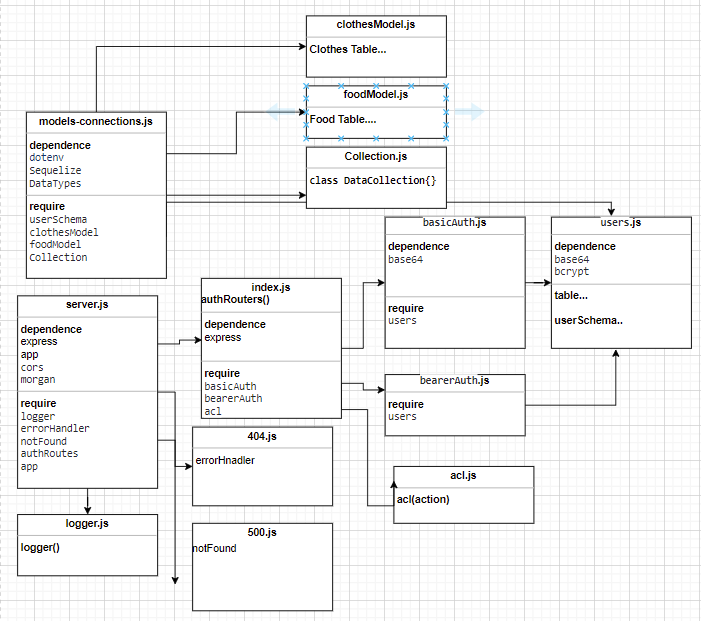 clothesModel.js
Clothes Table...
foodModel.js
Food Table....
models-connections.js
dependence
dotenv
Sequelize
DataTypes
require
userSchema
clothesModel
foodModel
Collection
Collection.js
class DataCollection{}
basicAuth.js
dependence
base64
require
users
users.js
dependence
base64
bcrypt
table...
userSchema..
index.js
authRouters()
dependence
express
require
basicAuth
bearerAuth
acl
server.js
dependence
express
app
cors
morgan
require
logger
errorHandler
notFound
authRoutes
app
bearerAuth.js
require
users
404.js
errorHnadler
acl.js
acl(action)
logger.js
logger()
500.js
notFound